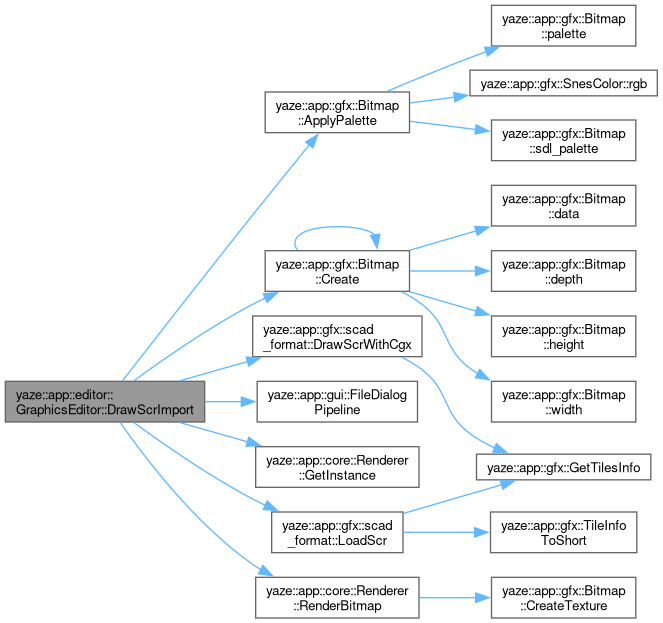 yaze::app::editor::
GraphicsEditor::DrawScrImport
yaze::app::gfx::Bitmap
::ApplyPalette
yaze::app::gfx::Bitmap
::palette
yaze::app::gfx::SnesColor::rgb
yaze::app::gfx::Bitmap
::sdl_palette
yaze::app::gfx::Bitmap
::Create
yaze::app::gfx::Bitmap
::data
yaze::app::gfx::Bitmap
::depth
yaze::app::gfx::Bitmap
::height
yaze::app::gfx::Bitmap
::width
yaze::app::gfx::scad
_format::DrawScrWithCgx
yaze::app::gfx::GetTilesInfo
yaze::app::gui::FileDialog
Pipeline
yaze::app::core::Renderer
::GetInstance
yaze::app::gfx::scad
_format::LoadScr
yaze::app::gfx::TileInfo
ToShort
yaze::app::core::Renderer
::RenderBitmap
yaze::app::gfx::Bitmap
::CreateTexture